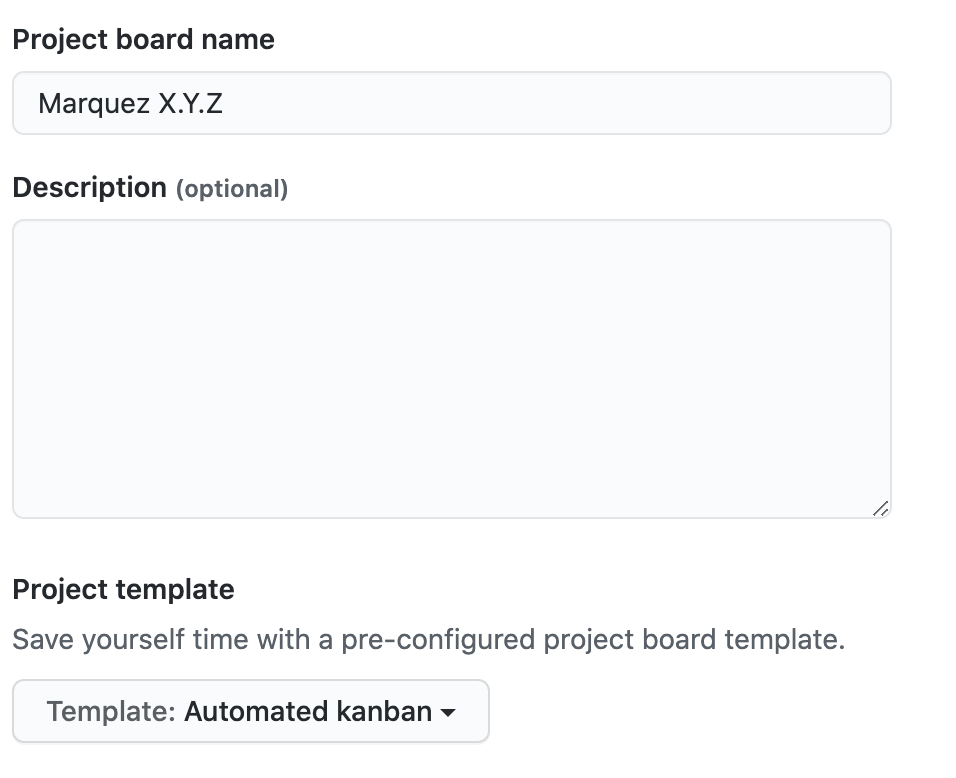 Project board name
Marquez X.Y.Z
Description (optional)
Project template
Save yourself time with a pre-configured project board template.
Template: Automated kanban